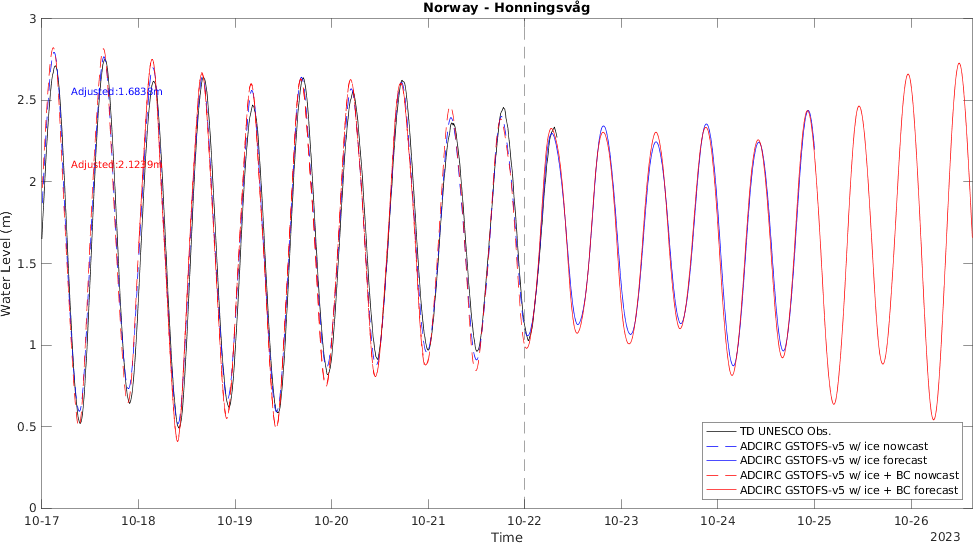 Norway - Honningsvåg
3
2.5
2
1.5
1
0.5
0
Water Level (m)
Adjusted:1.6838m
Adjusted:2.1239m
TD UNESCO Obs.
ADCIRC GSTOFS-v5 w/ ice nowcast
ADCIRC GSTOFS-v5 w/ ice forecast
ADCIRC GSTOFS-v5 w/ ice + BC nowcast
ADCIRC GSTOFS-v5 w/ ice + BC forecast
10-17 10-18 10-19 10-20 10-21 10-22 10-23 10-24 10-25 10-26
Time
2023